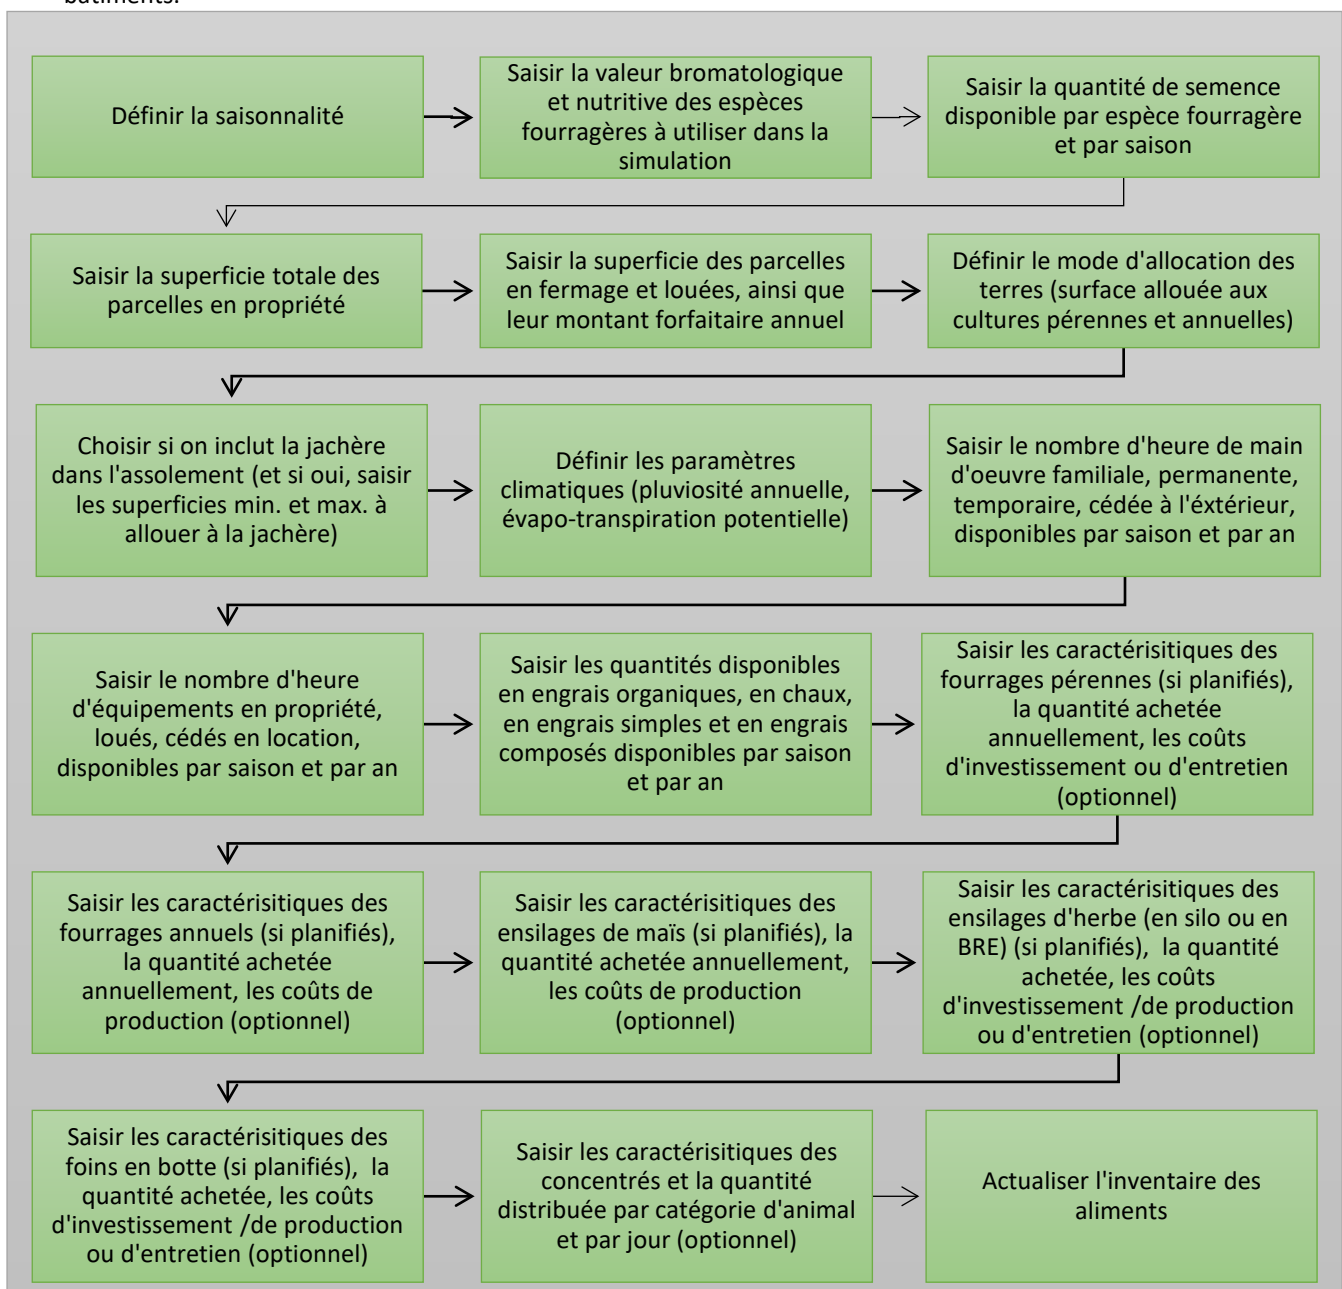 bâtiments.
Définir la saisonnalité
Saisir la valeur bromatologique
et nutritive des espèces
fourragères à utiliser dans la
simulation
Saisir la quantité de semence
disponible par espèce fourragère
et par saison
Saisir la superficie totale des
parcelles en propriété
Saisir la superficie des parcelles
en fermage et louées, ainsi que
leur montant forfaitaire annuel
Définir le mode d'allocation des
terres (surface allouée aux
cultures pérennes et annuelles)
Choisir si on inclut la jachère
dans l'assolement (et si oui, saisir
les superficies min. et max. à
allouer à la jachère)
Définir les paramètres
climatiques (pluviosité annuelle,
évapo-transpiration potentielle)
Saisir le nombre d'heure de main
d'oeuvre familiale, permanente,
temporaire, cédée à l'éxtérieur,
disponibles par saison et par an
Saisir le nombre d'heure
d'équipements en propriété,
loués, cédés en location,
disponibles par saison et par an
Saisir les quantités disponibles
en engrais organiques, en chaux,
en engrais simples et en engrais
composés disponibles par saison
et par an
Saisir les caractérisitiques des
fourrages pérennes (si planifiés),
la quantité achetée
annuellement, les coûts
d'investissement ou d'entretien
(optionnel)
Saisir les caractérisitiques des
fourrages annuels (si planifiés),
la quantité achetée
annuellement, les coûts de
production (optionnel)
Saisir les caractérisitiques des
ensilages de maïs (si planifiés), la
quantité achetée annuellement,
les coûts de production
(optionnel)
Saisir les caractérisitiques des
ensilages d'herbe (en silo ou en
BRE) (si planifiés), la quantité
achetée, les coûts
d'investissement /de production
ou d'entretien (optionnel)
Saisir les caractérisitiques des
foins en botte (si planifiés), la
quantité achetée, les coûts
d'investissement /de production
ou d'entretien (optionnel)
Saisir les caractérisitiques des
concentrés et la quantité
distribuée par catégorie d'animal
et par jour (optionnel)
Actualiser l'inventaire des
aliments